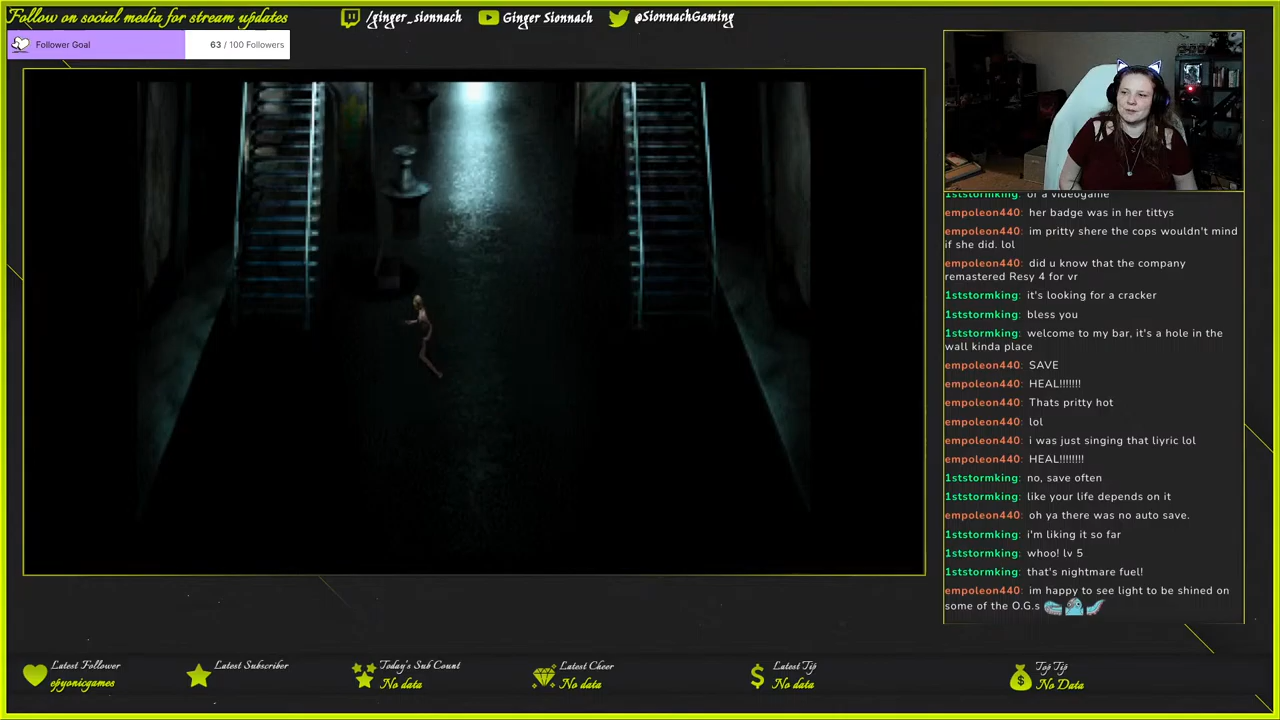 Follow on social media for stream updates
/ginger_sionnach
Ginger Sionnach
@SionnachGaming
Follower Goal
63 / 100 Followers
1ststormking: of a videogame
empoleon440: her badge was in her tittys
empoleon440: im pritty shere the cops wouldn't mind
if she did. lol
empoleon440: did u know that the company
remastered Resy 4 for vr
1ststormking: it's looking for a cracker
1ststormking: bless you
1ststormking: welcome to my bar, it's a hole in the
wall kinda place
empoleon440: SAVE
empoleon440: HEAL!!!!!!!
empoleon440: Thats pritty hot
empoleon440: lol
empoleon440: i was just singing that liyric lol
empoleon440: HEAL!!!!!!!!
1ststormking: no, save often
1ststormking: like your life depends on it
empoleon440: oh ya there was no auto save.
1ststormking: i'm liking it so far
1ststormking: whoo! lv 5
1ststormking: that's nightmare fuel!
empoleon440: im happy to see light to be shined on
some of the O.G.s
Latest Follower
epyonicgames
Latest Subscriber
Today's Sub Count
No data
Latest Cheer
No data
Latest Tip
No data
Top Tip
No Data